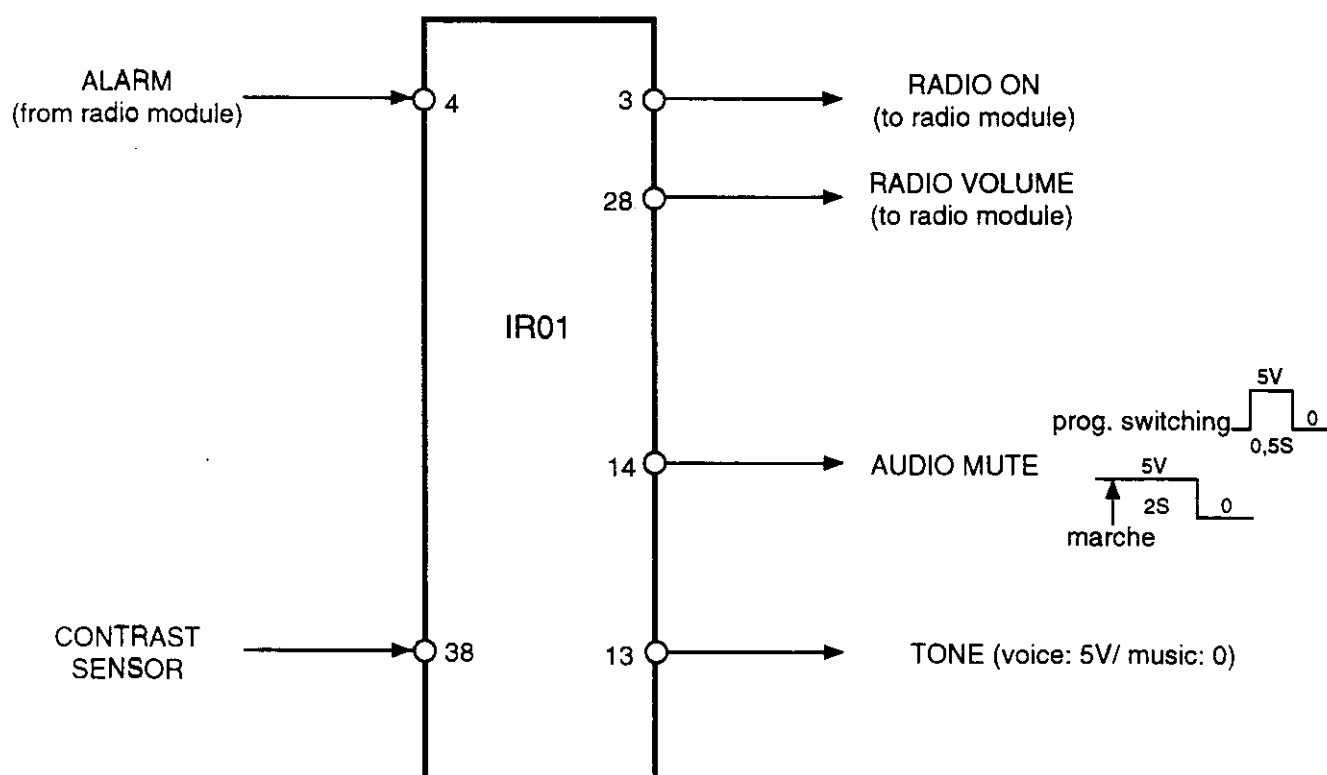 ALARM
(from radio module)
4
3
RADIO ON
(to radio module)
28
RADIO VOLUME
(to radio module)
IR01
5V
prog. switching
0
0,5S
14
AUDIO MUTE
5V
2S
0
marche
CONTRAST
SENSOR
38
13
TONE (voice: 5V/ music: 0)